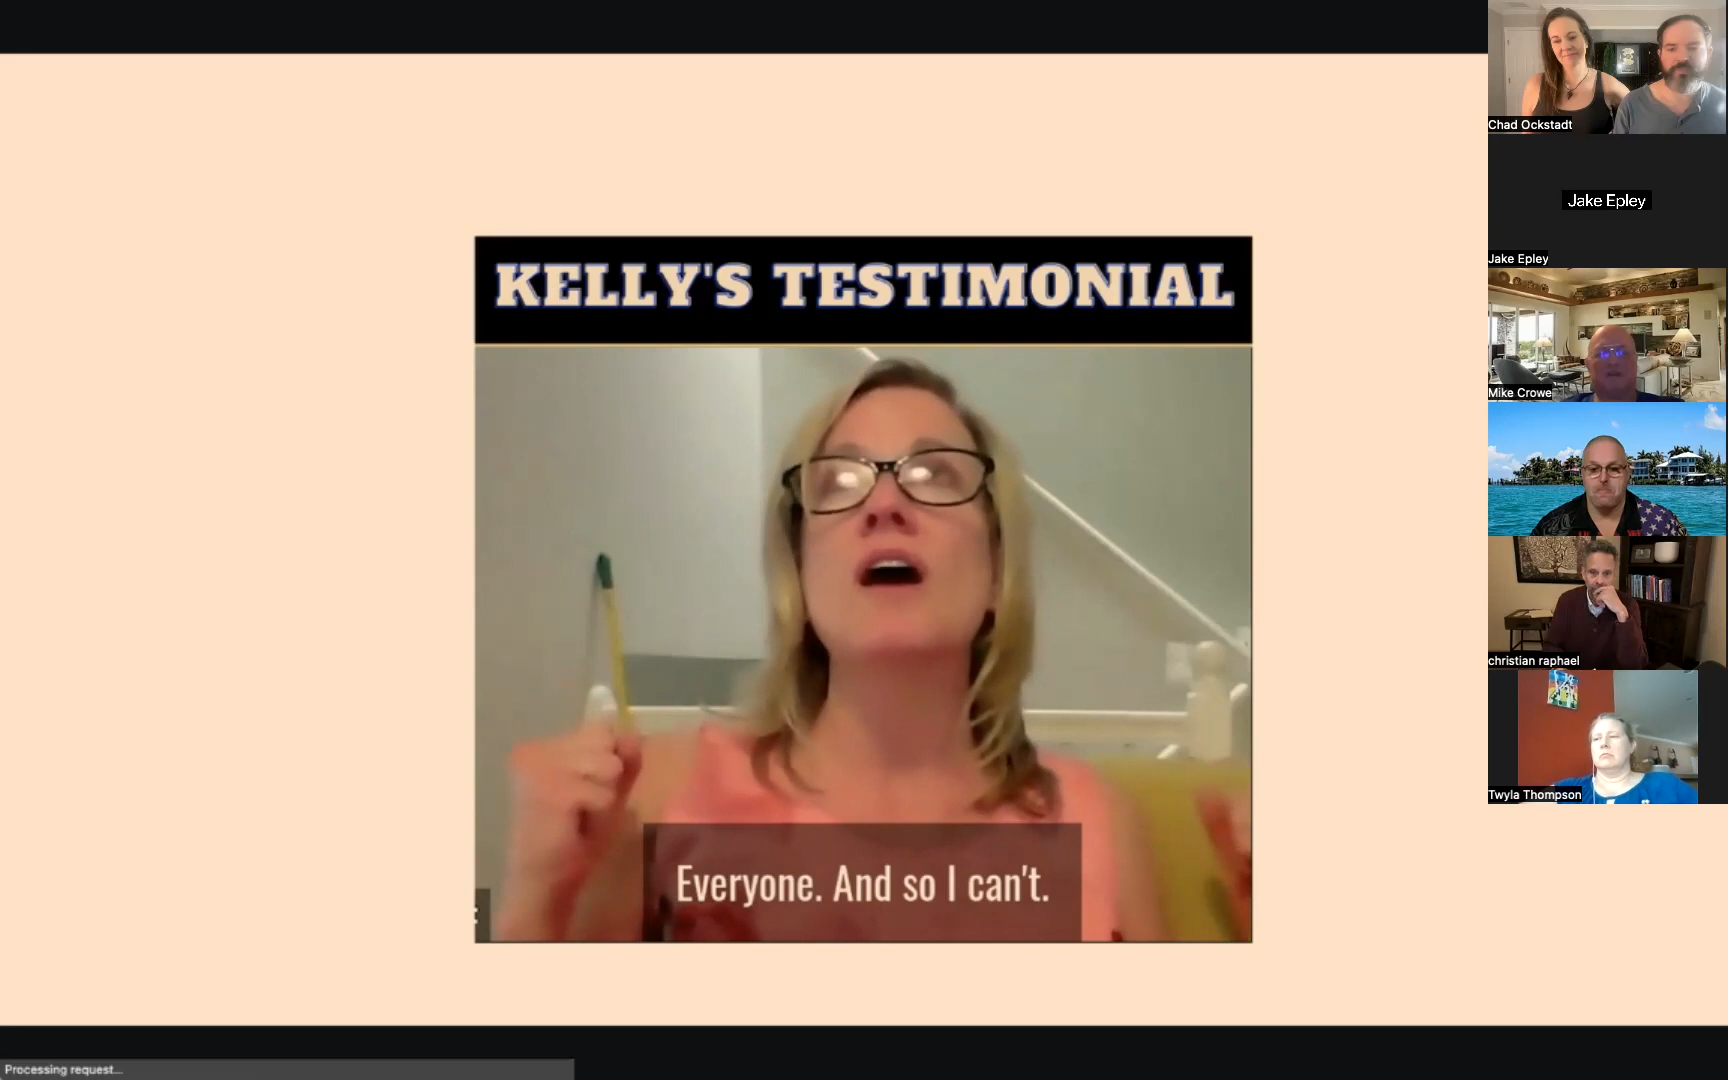 KELLY'S TESTIMONIAL
Everyone. And so I can't.
Processing request...
Chad Ockstadt
Jake Epley
Jake Epley
Mike Crowe
christian raphael
Twyla Thompson